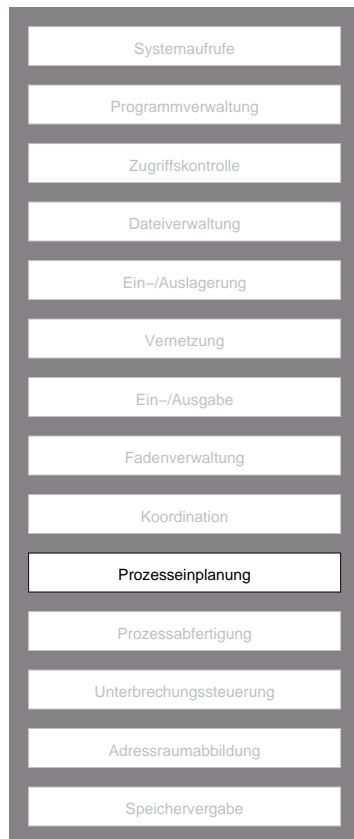 Systemaufrufe
Programmverwaltung
Zugriffskontrolle
Dateiverwaltung
Ein−/Auslagerung
Vernetzung
Ein−/Ausgabe
Fadenverwaltung
Koordination
Prozesseinplanung
Prozessabfertigung
Unterbrechungssteuerung
Adressraumabbildung
Speichervergabe